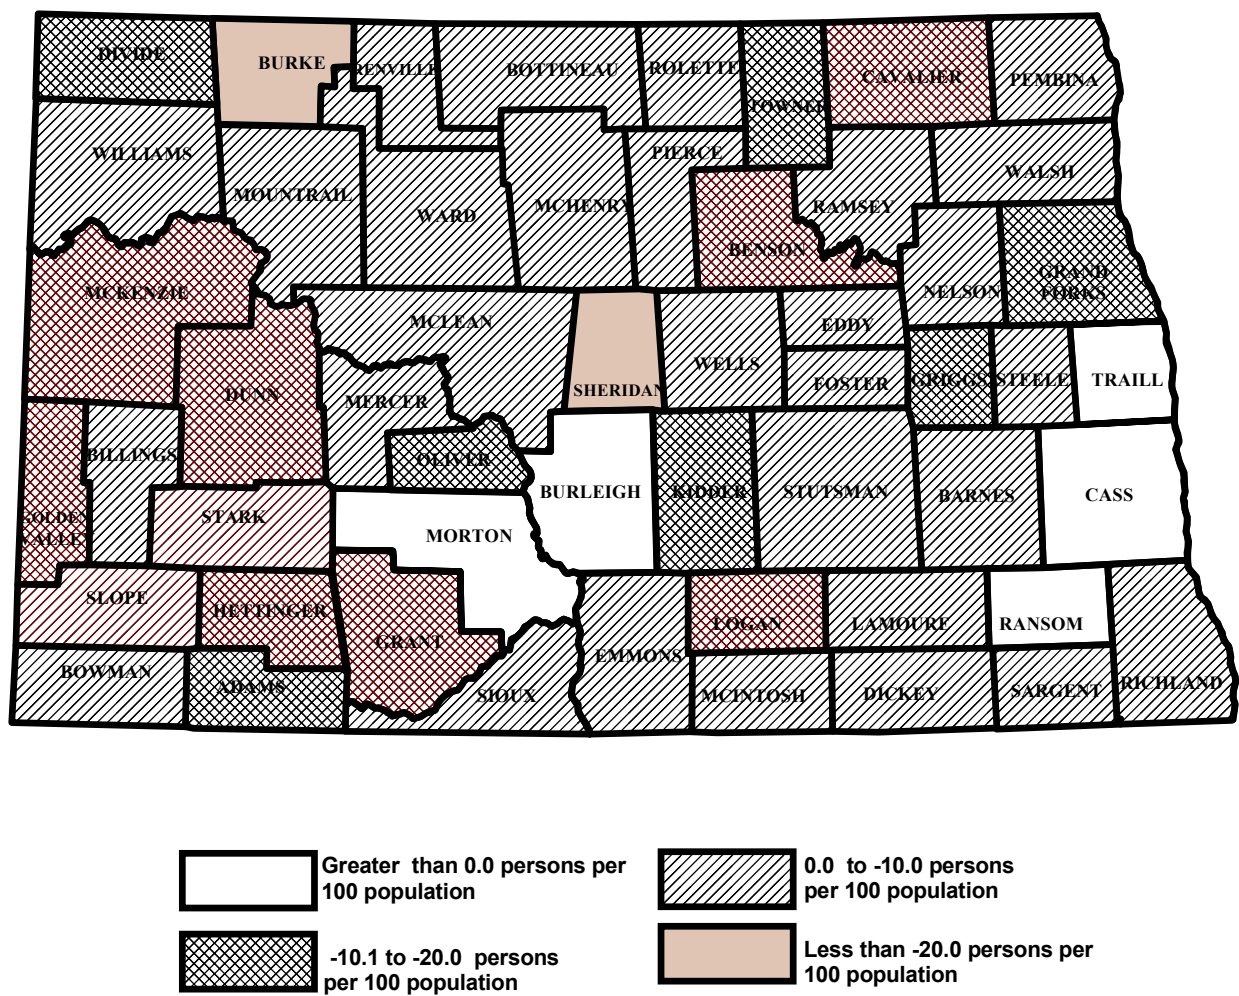 DIVIDE
BURKE
RENVILLE
BOTTINEAU
ROLETTE
TOWNER
CAVALIER
PEMBINA
WILLIAMS
MOUNTRAIL
WARD
MCHENRY
PIERCE
BENSON
RAMSEY
WALSH
MCKENZIE
MCLEAN
SHERIDAN
WELLS
EDDY
FOSTER
NELSON
GRAND
FORKS
DUNN
MERCER
OLIVER
GRIGGS
STEELE
TRAILL
GOLDEN
VALLEY
BILLINGS
STARK
MORTON
BURLEIGH
KIDDER
STUTSMAN
BARNES
CASS
SLOPE
HETTINGER
GRANT
BOWMAN
ADAMS
SIOUX
EMMONS
LOGAN
LAMOURE
RANSOM
MCINTOSH
DICKEY
SARGENT
RICHLAND
Greater than 0.0 persons per
100 population
0.0 to -10.0 persons
per 100 population
-10.1 to -20.0 persons
per 100 population
Less than -20.0 persons per
100 population